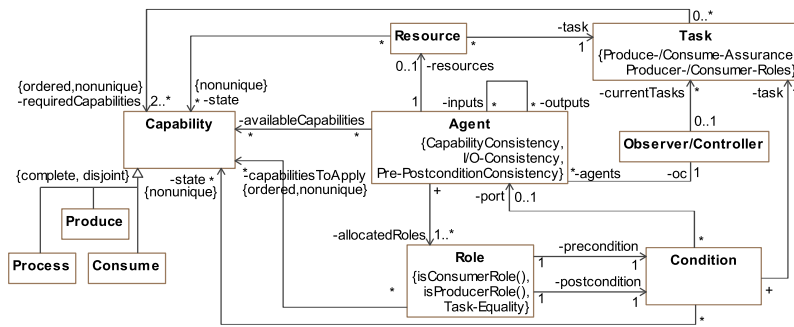 0..*
Resource
-task
*
*
1
Task
{Produce-/Consume-Assurance,
Producer-/Consumer-Roles}
0..1
-resources
{ordered,nonunique}
-requiredCapabilities
2..*
{nonunique}
* -state
-currentTasks
*
-task
1
-inputs
*
*
-outputs
Capability
-availableCapabilities
*
*
Agent
{CapabilityConsistency,
I/O-Consistency,
Pre-PostconditionConsistency}
0..1
Observer/Controller
{complete, disjoint}
-state *
{nonunique}
*
-capabilitiesToApply
{ordered,nonunique}
*-agents
-oc
1
-port
0..1
+
Produce
Process
Consume
-allocatedRoles
1..*
*
Role
{isConsumerRole(),
isProducerRole(),
Task-Equality}
*
-precondition
1
1
-postcondition
1
1
Condition
+
*